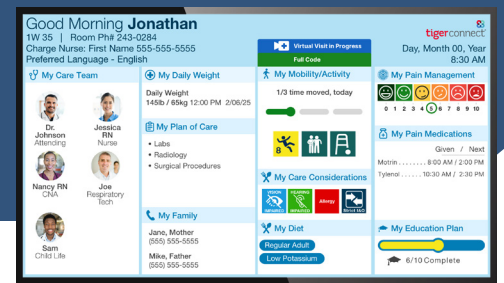 Good Morning Jonathan
1W 35 | Room Ph# 243-0284
Charge Nurse: First Name 555-555-5555
Preferred Language - English
Virtual Visit in Progress
Full Code
tigerconnect
Day, Month 00, Year
8:30 AM
My Care Team
Dr. Johnson
Attending
Jessica RN
Nurse
Nancy RN
CNA
Joe
Respiratory Tech
Sam
Child Life
My Daily Weight
Daily Weight
145lb / 65kg 12:00 PM 2/06/25
My Plan of Care
• Labs
• Radiology
• Surgical Procedures
My Family
Jane, Mother
(555) 555-5555
Mike, Father
(555) 555-5555
My Mobility/Activity
1/3 time moved, today
B
My Care Considerations
VISION IMPAIRED
HEARING IMPAIRED
Allergy
Strict I&O
My Diet
Regular Adult
Low Potassium
My Pain Management
0 1 2 3 4 5 6 7 8 9 10
My Pain Medications
Given / Next
Motrin ........ 8:00 AM / 2:00 PM
Tylenol ...... 10:30 AM / 2:30 PM
My Education Plan
6/10 Complete